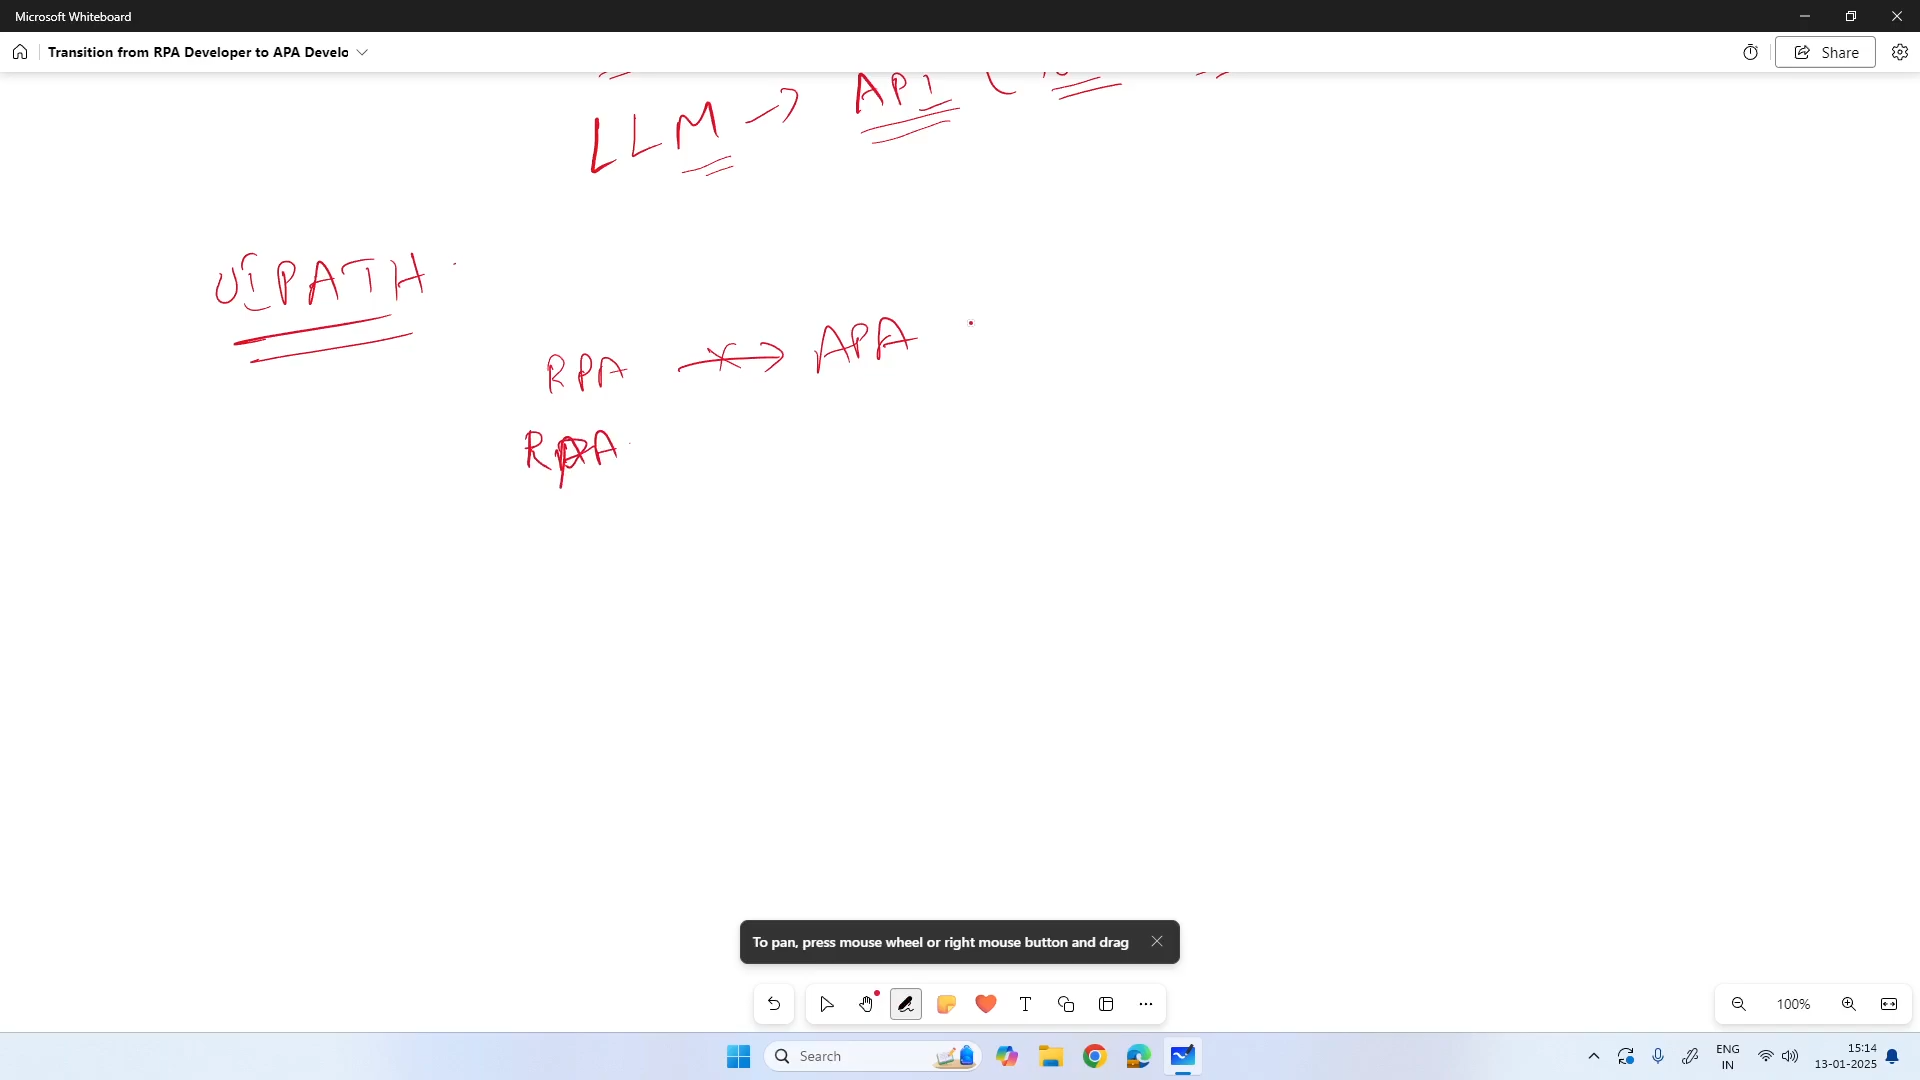 Microsoft Whiteboard
Transition from RPA Developer to APA Develo
Share
LLM → API (
UIPATH
RPA → APA
RPA
To pan, press mouse wheel or right mouse button and drag
100%
Search
ENG
IN
15:14
13-01-2025